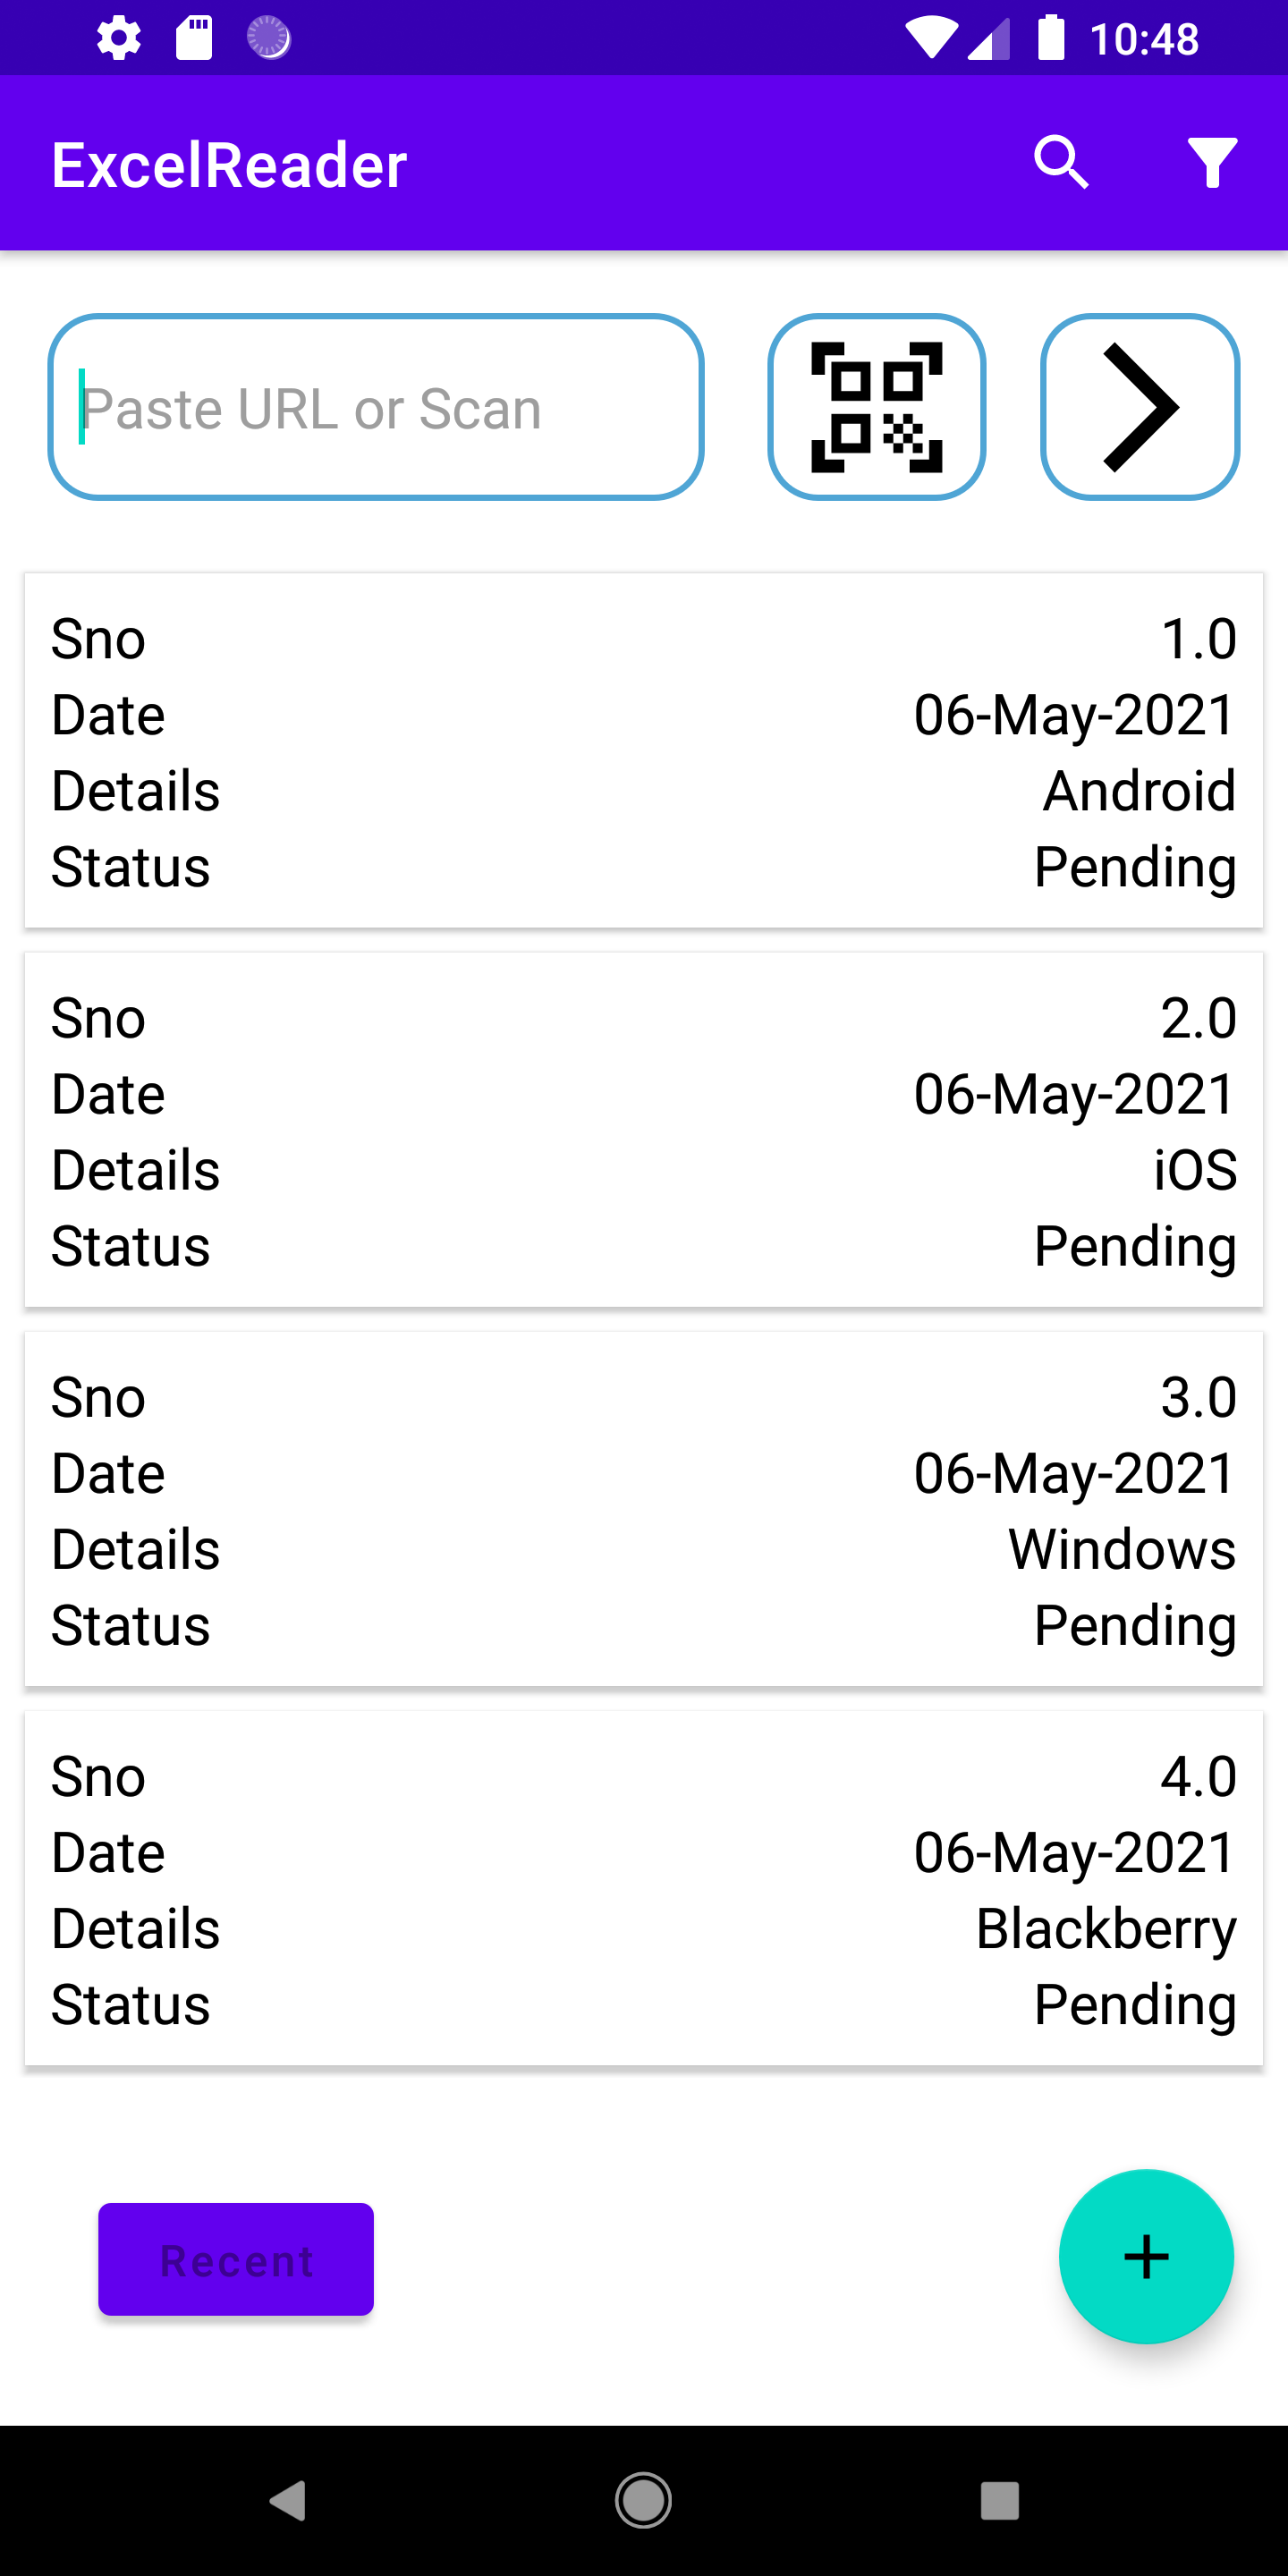 10:48
ExcelReader
Paste URL or Scan
Sno 1.0
Date 06-May-2021
Details Android
Status Pending
Sno 2.0
Date 06-May-2021
Details iOS
Status Pending
Sno 3.0
Date 06-May-2021
Details Windows
Status Pending
Sno 4.0
Date 06-May-2021
Details Blackberry
Status Pending
Recent